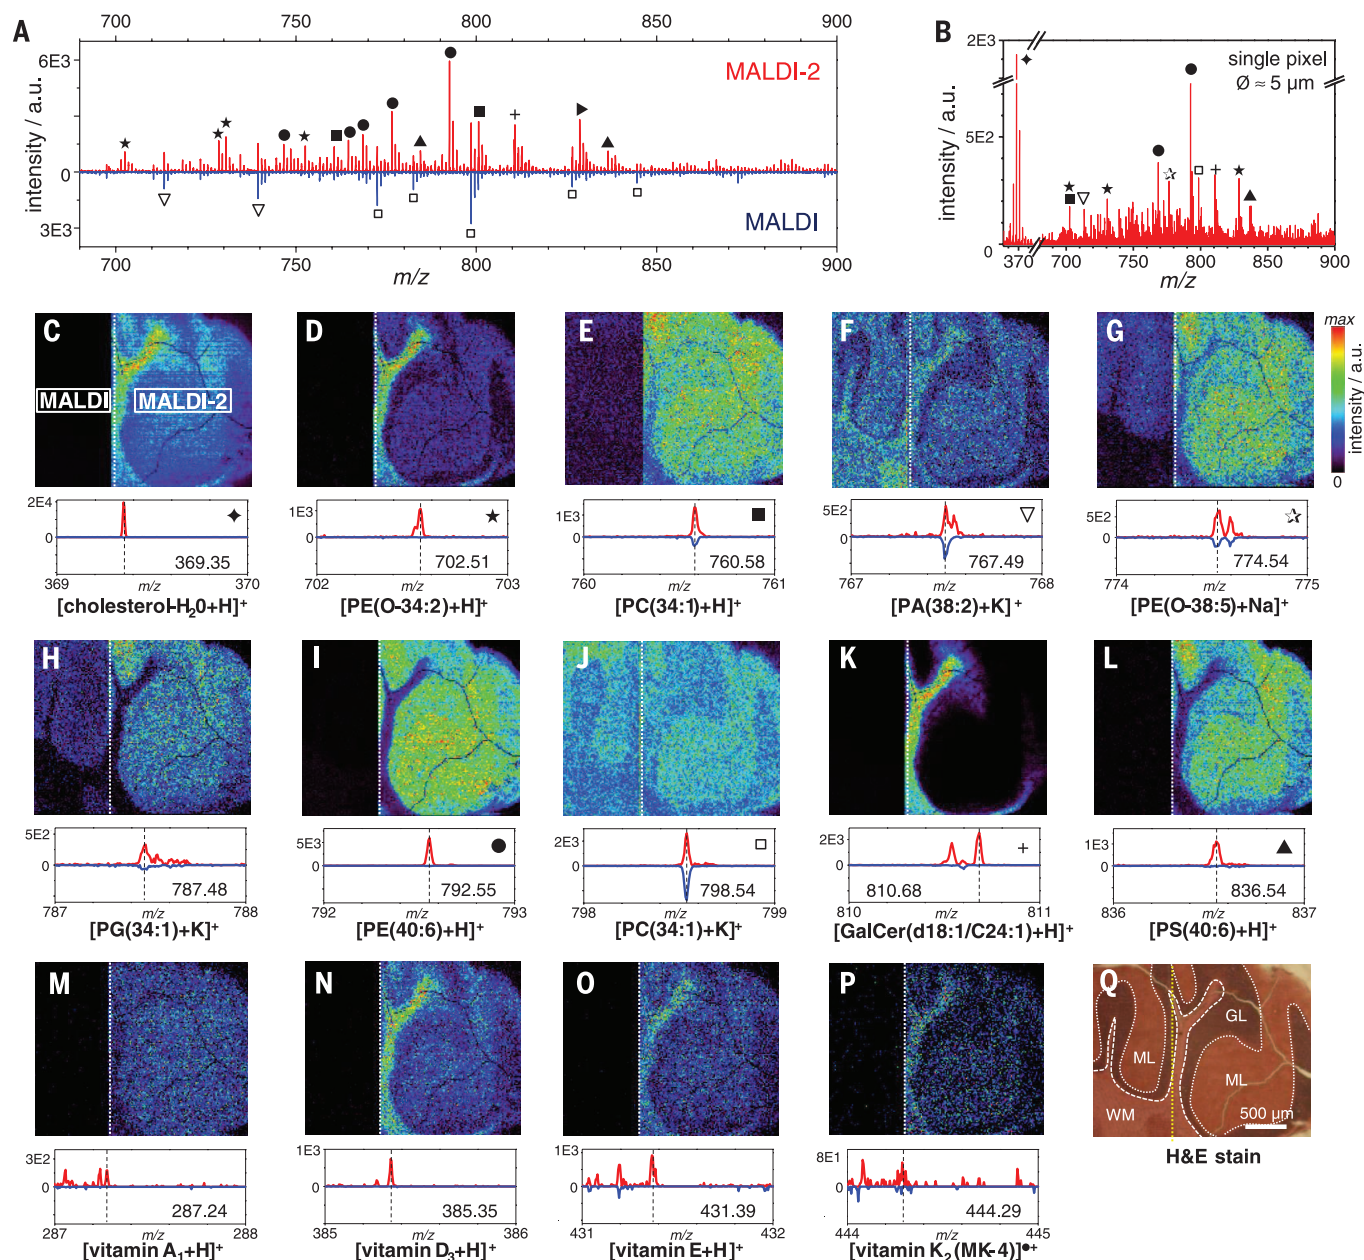 700 750 800 850 900
A
6E3
MALDI-2
intensity / a.u.
0
3E3
MALDI
700 750 800 850 900
m/z
B
2E3
single pixel
Ø ≈ 5 µm
5E2
intensity / a.u.
0
370 700 750 800 850 900
m/z
C
MALDI
MALDI-2
2E4
0
369.35
369 m/z 370
[cholesterol-H₂0+H]⁺
D
1E3
0
702.51
702 m/z 703
[PE(O-34:2)+H]⁺
E
1E3
0
760.58
760 m/z 761
[PC(34:1)+H]⁺
F
5E2
0
767.49
767 m/z 768
[PA(38:2)+K]⁺
G
5E2
0
774.54
774 m/z 775
[PE(O-38:5)+Na]⁺
max
intensity / a.u.
0
H
5E2
0
787.48
787 m/z 788
[PG(34:1)+K]⁺
I
5E3
0
792.55
792 m/z 793
[PE(40:6)+H]⁺
J
2E3
0
798.54
798 m/z 799
[PC(34:1)+K]⁺
K
2E3
0
810.68
810 m/z 811
[GalCer(d18:1/C24:1)+H]⁺
L
1E3
0
836.54
836 m/z 837
[PS(40:6)+H]⁺
M
3E2
0
287.24
287 m/z 288
[vitamin A₁+H]⁺
N
1E3
0
385.35
385 m/z 386
[vitamin D₃+H]⁺
O
1E3
0
431.39
431 m/z 432
[vitamin E+H]⁺
P
8E1
0
444.29
444 m/z 445
[vitamin K₂(MK-4)]●⁺
Q
GL
ML
ML
WM
500 µm
H&E stain